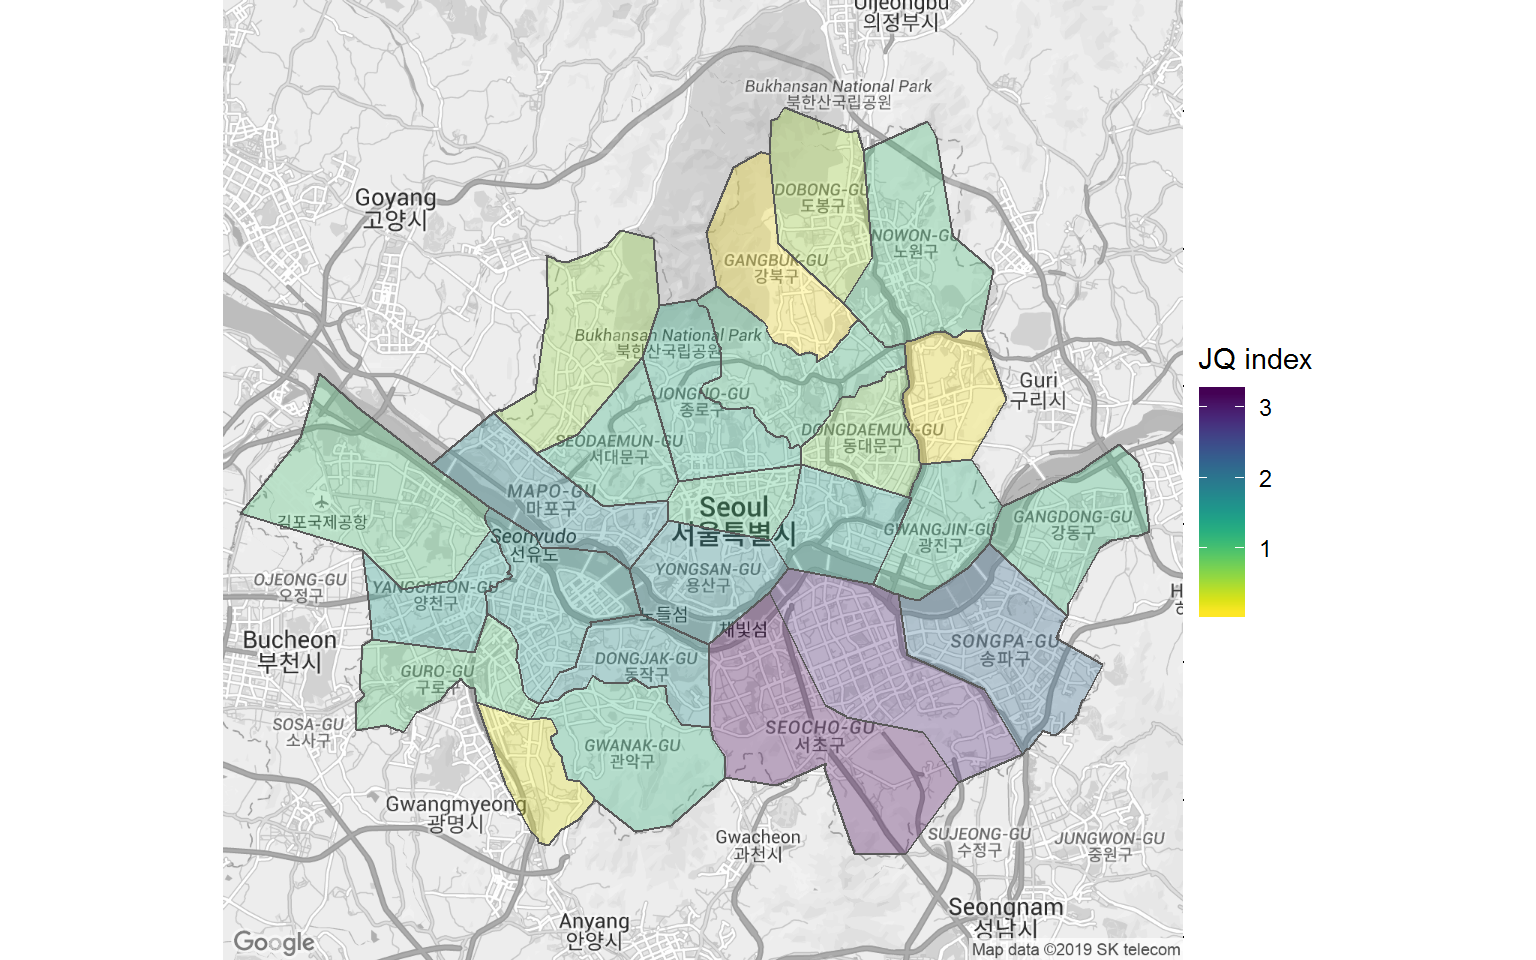 Uijeongbu
의정부시
Bukhansan National Park
북한산국립공원
Goyang
고양시
DOBONG-GU
도봉구
NOWON-GU
노원구
GANGBUK-GU
강북구
Bukhansan National Park
북한산국립공원
JQ index
3
2
1
Guri
구리시
JONGNO-GU
종로구
SEODAEMUN-GU
서대문구
DONGDAEMUN-GU
동대문구
MAPO-GU
마포구
Seoul
서울특별시
김포국제공항
Seonyudo
선유도
GWANGJIN-GU
광진구
GANGDONG-GU
강동구
YONGSAN-GU
용산구
OJEONG-GU
오정구
YANGCHEON-GU
양천구
노들섬
채빛섬
Bucheon
부천시
SONGPA-GU
송파구
DONGJAK-GU
동작구
GURO-GU
구로구
SOSA-GU
소사구
SEOCHO-GU
서초구
GWANAK-GU
관악구
Gwangmyeong
광명시
Gwacheon
과천시
SUJEONG-GU
수정구
JUNGWON-GU
중원구
Anyang
안양시
Seongnam
성남시
Google
Map data ©2019 SK telecom